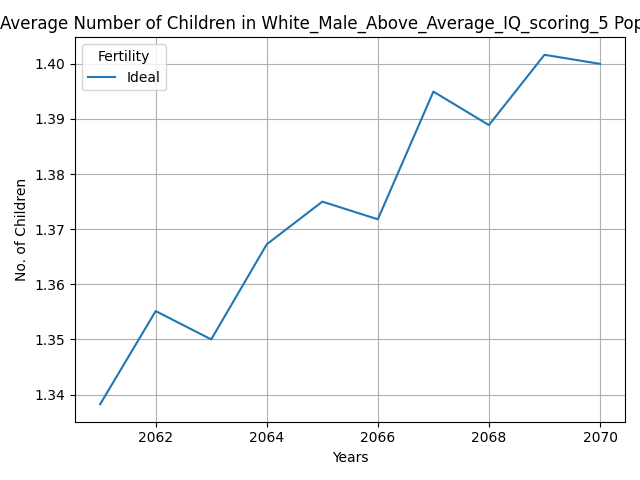 Average Number of Children in White_Male_Above_Average_IQ_scoring_5 Pop
Fertility
Ideal
No. of Children
1.40
1.39
1.38
1.37
1.36
1.35
1.34
2062 2064 2066 2068 2070
Years